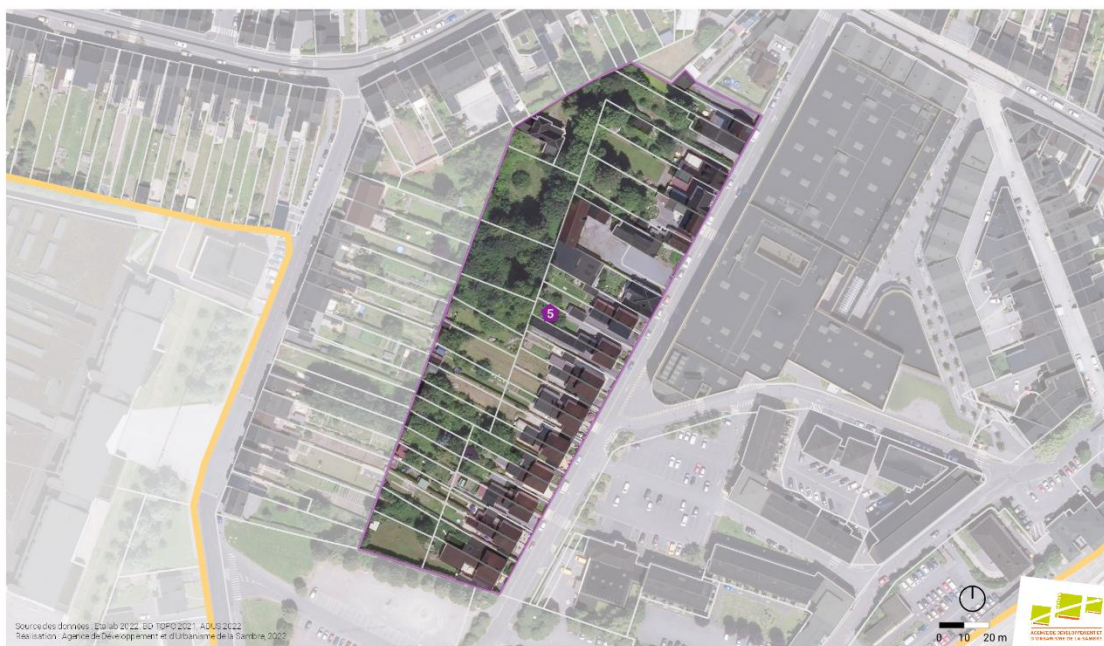 5
Source des données : Etalab 2022, BD TOPO 2021, ADUS 2022
Réalisation : Agence de Développement et d'Urbanisme de la Sambre, 2022
0 10 20 m
AGENCE DE DÉVELOPPEMENT ET
D'URBANISME DE LA SAMBRE